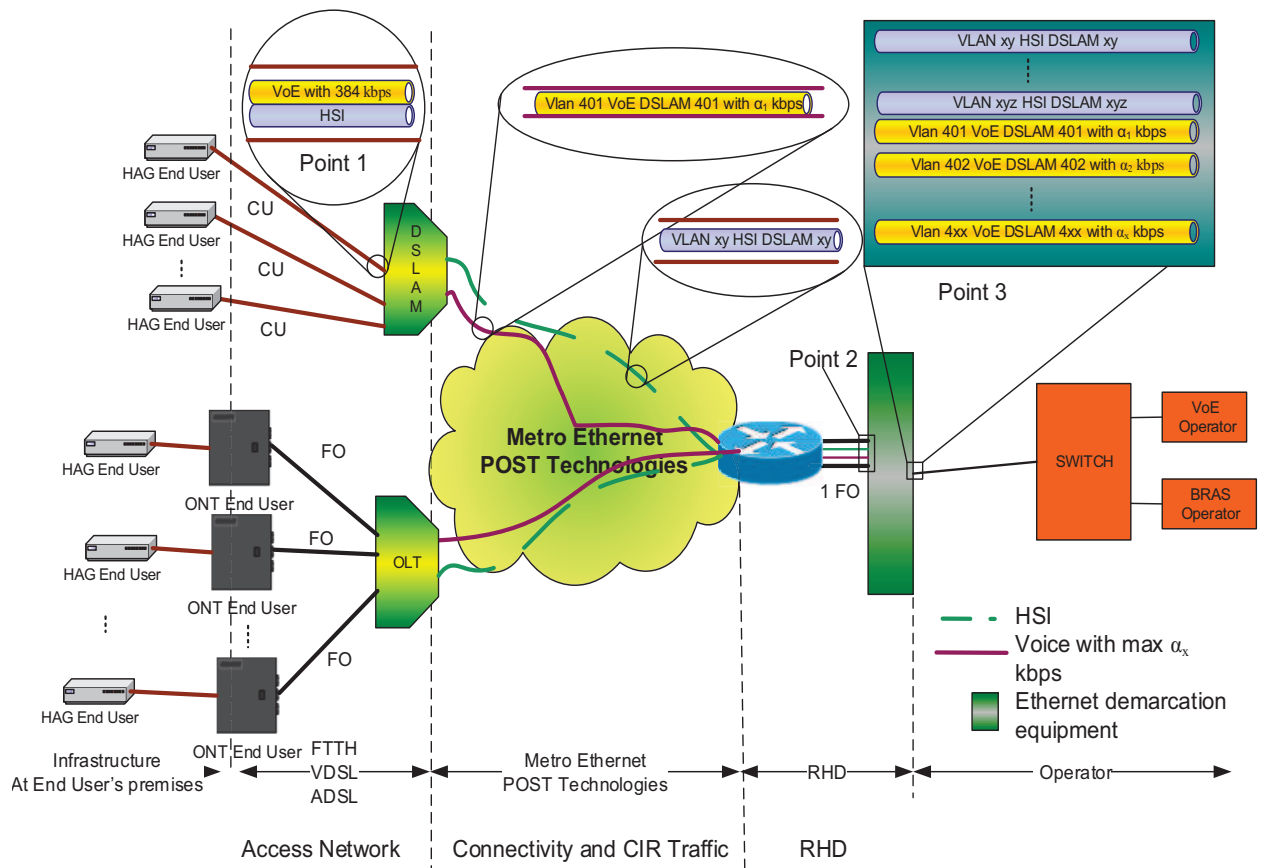 VoE with 384 kbps
HSI
Point 1
Vlan 401 VoE DSLAM 401 with α₁ kbps
VLAN xy HSI DSLAM xy
VLAN xy HSI DSLAM xy
VLAN xyz HSI DSLAM xyz
Vlan 401 VoE DSLAM 401 with α₁ kbps
Vlan 402 VoE DSLAM 402 with α₂ kbps
Vlan 4xx VoE DSLAM 4xx with αₓ kbps
Point 3
HAG End User
CU
HAG End User
CU
HAG End User
CU
DSLAM
Point 2
Metro Ethernet
POST Technologies
1 FO
SWITCH
VoE
Operator
BRAS
Operator
HAG End User
ONT End User
FO
HAG End User
ONT End User
FO
OLT
HAG End User
ONT End User
FO
HSI
Voice with max αₓ
kbps
Ethernet demarcation
equipment
Infrastructure
At End User's premises
FTTH
VDSL
ADSL
Metro Ethernet
POST Technologies
RHD
Operator
Access Network
Connectivity and CIR Traffic
RHD